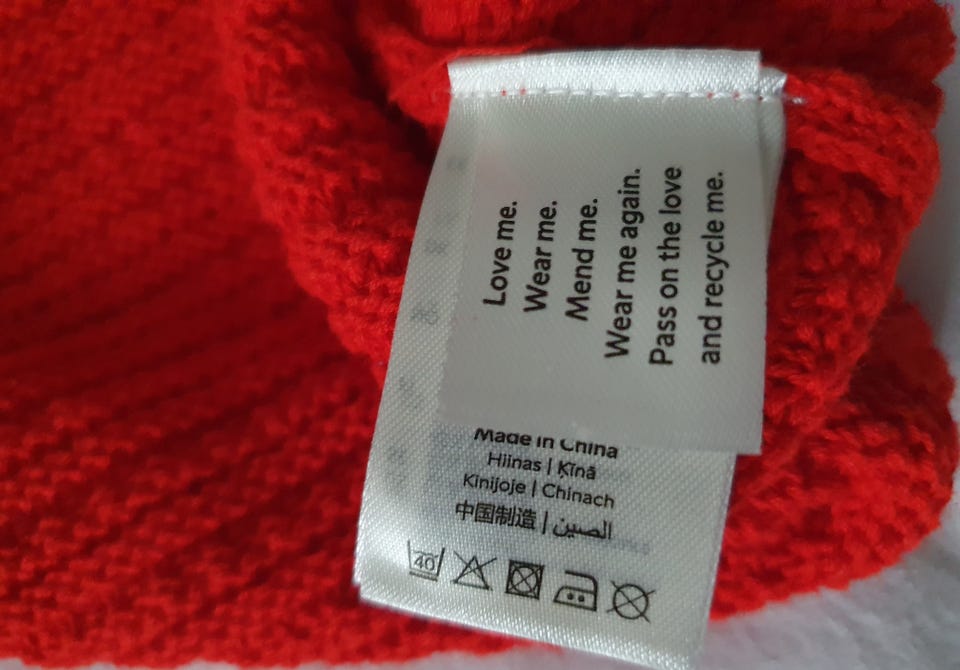 Love me.
Wear me.
Mend me.
Wear me again.
Pass on the love
and recycle me.
Made in China
Hiinas | Ķīnā
Kinijoje | Chinach
中国制造 | الصين
40